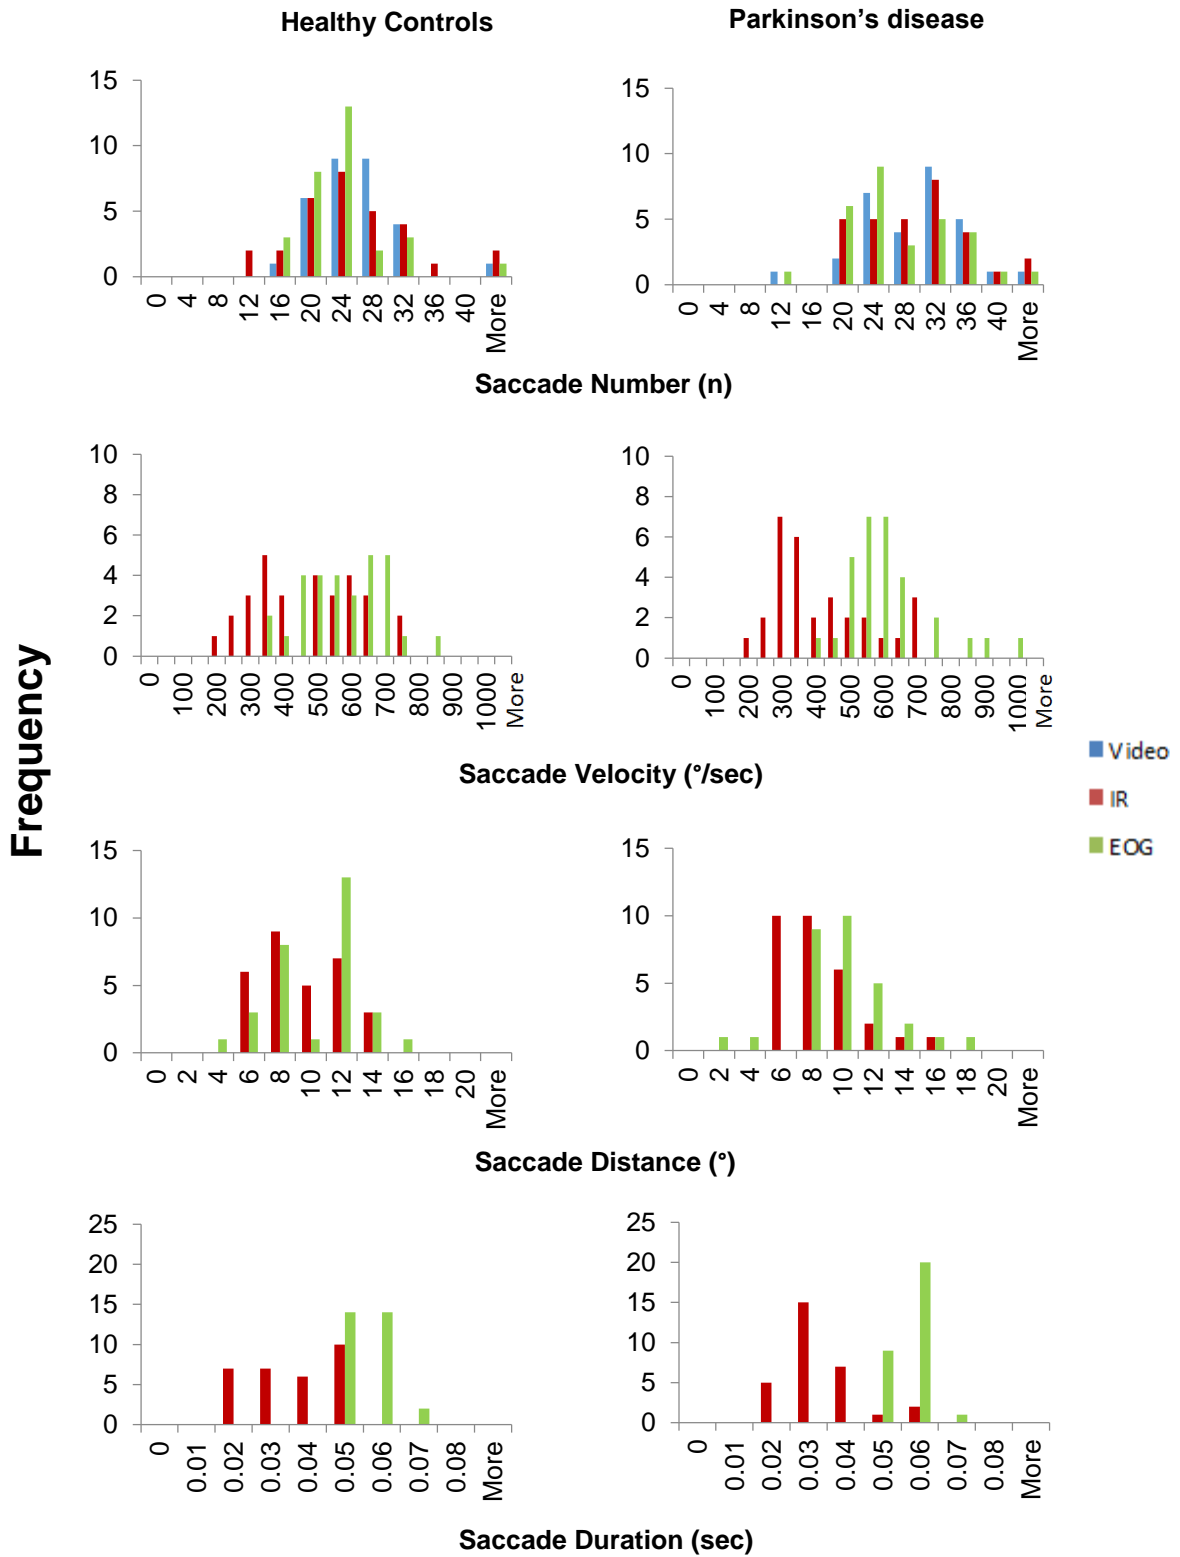 Healthy Controls
Parkinson's disease
15
10
5
0
0 4 8 12 16 20 24 28 32 36 40 More
15
10
5
0
0 4 8 12 16 20 24 28 32 36 40 More
Saccade Number (n)
10
8
6
4
2
0
0 100 200 300 400 500 600 700 800 900 1000 More
10
8
6
4
2
0
0 100 200 300 400 500 600 700 800 900 1000 More
Saccade Velocity (°/sec)
Frequency
Video
IR
EOG
15
10
5
0
0 2 4 6 8 10 12 14 16 18 20 More
15
10
5
0
0 2 4 6 8 10 12 14 16 18 20 More
Saccade Distance (°)
25
20
15
10
5
0
0 0.01 0.02 0.03 0.04 0.05 0.06 0.07 0.08 More
25
20
15
10
5
0
0 0.01 0.02 0.03 0.04 0.05 0.06 0.07 0.08 More
Saccade Duration (sec)